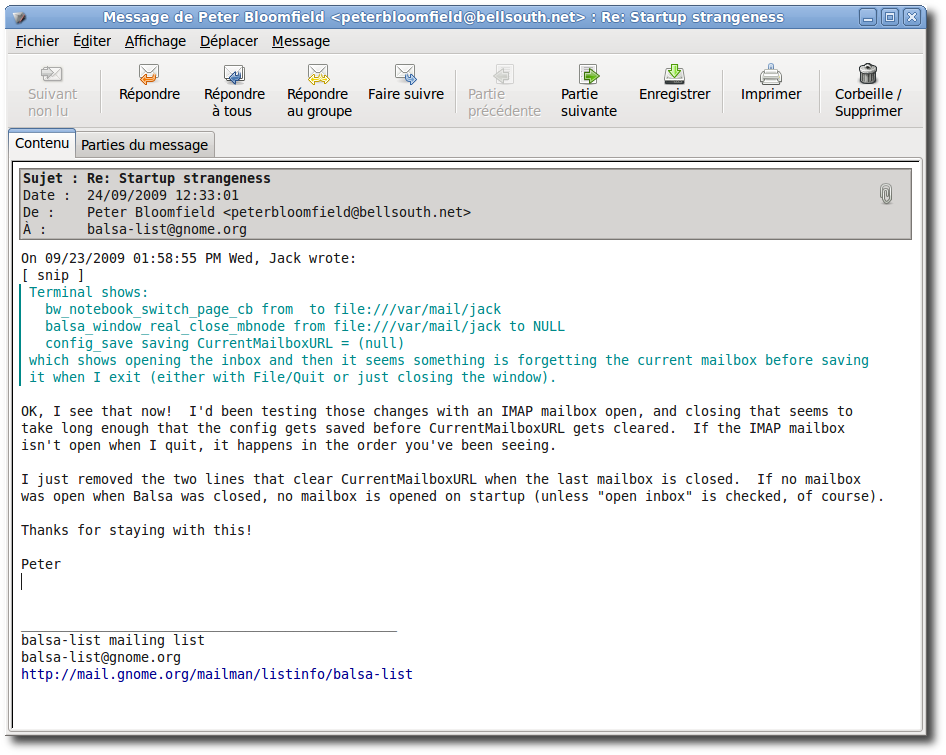 Message de Peter Bloomfield <peterbloomfield@bellsouth.net> : Re: Startup strangeness
Fichier Éditer Affichage Déplacer Message
Suivant non lu
Répondre
Répondre à tous
Répondre au groupe
Faire suivre
Partie précédente
Partie suivante
Enregistrer
Imprimer
Corbeille / Supprimer
Contenu Parties du message
Sujet : Re: Startup strangeness
Date : 24/09/2009 12:33:01
De : Peter Bloomfield <peterbloomfield@bellsouth.net>
À : balsa-list@gnome.org
On 09/23/2009 01:58:55 PM Wed, Jack wrote:
[ snip ]
Terminal shows:
bw_notebook_switch_page_cb from  to file:///var/mail/jack
balsa_window_real_close_mbnode from file:///var/mail/jack to NULL
config_save saving CurrentMailboxURL = (null)
which shows opening the inbox and then it seems something is forgetting the current mailbox before saving
it when I exit (either with File/Quit or just closing the window).
OK, I see that now!  I'd been testing those changes with an IMAP mailbox open, and closing that seems to
take long enough that the config gets saved before CurrentMailboxURL gets cleared.  If the IMAP mailbox
isn't open when I quit, it happens in the order you've been seeing.
I just removed the two lines that clear CurrentMailboxURL when the last mailbox is closed.  If no mailbox
was open when Balsa was closed, no mailbox is opened on startup (unless "open inbox" is checked, of course).
Thanks for staying with this!
Peter
_______________________________________________
balsa-list mailing list
balsa-list@gnome.org
http://mail.gnome.org/mailman/listinfo/balsa-list